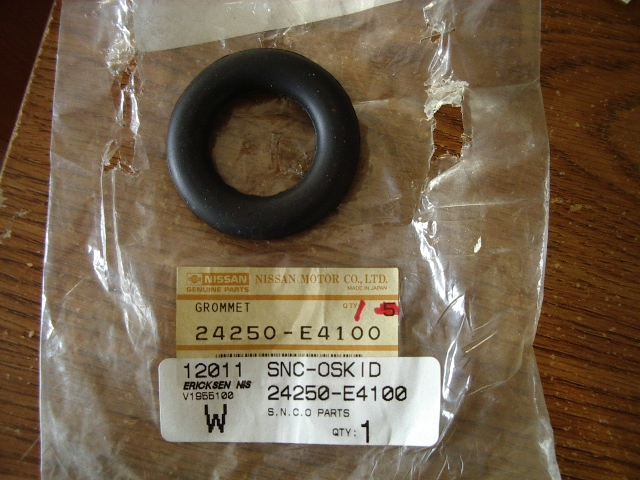 NISSAN NISSAN MOTOR CO., LTD.
GENUINE PARTS MADE IN JAPAN
GROMMET QTY 1 5
24250-E4100
12011 SNC-OSKID
ERICKSEN NIS 24250-E4100
V1955100 S.N.C.O PARTS
W QTY: 1